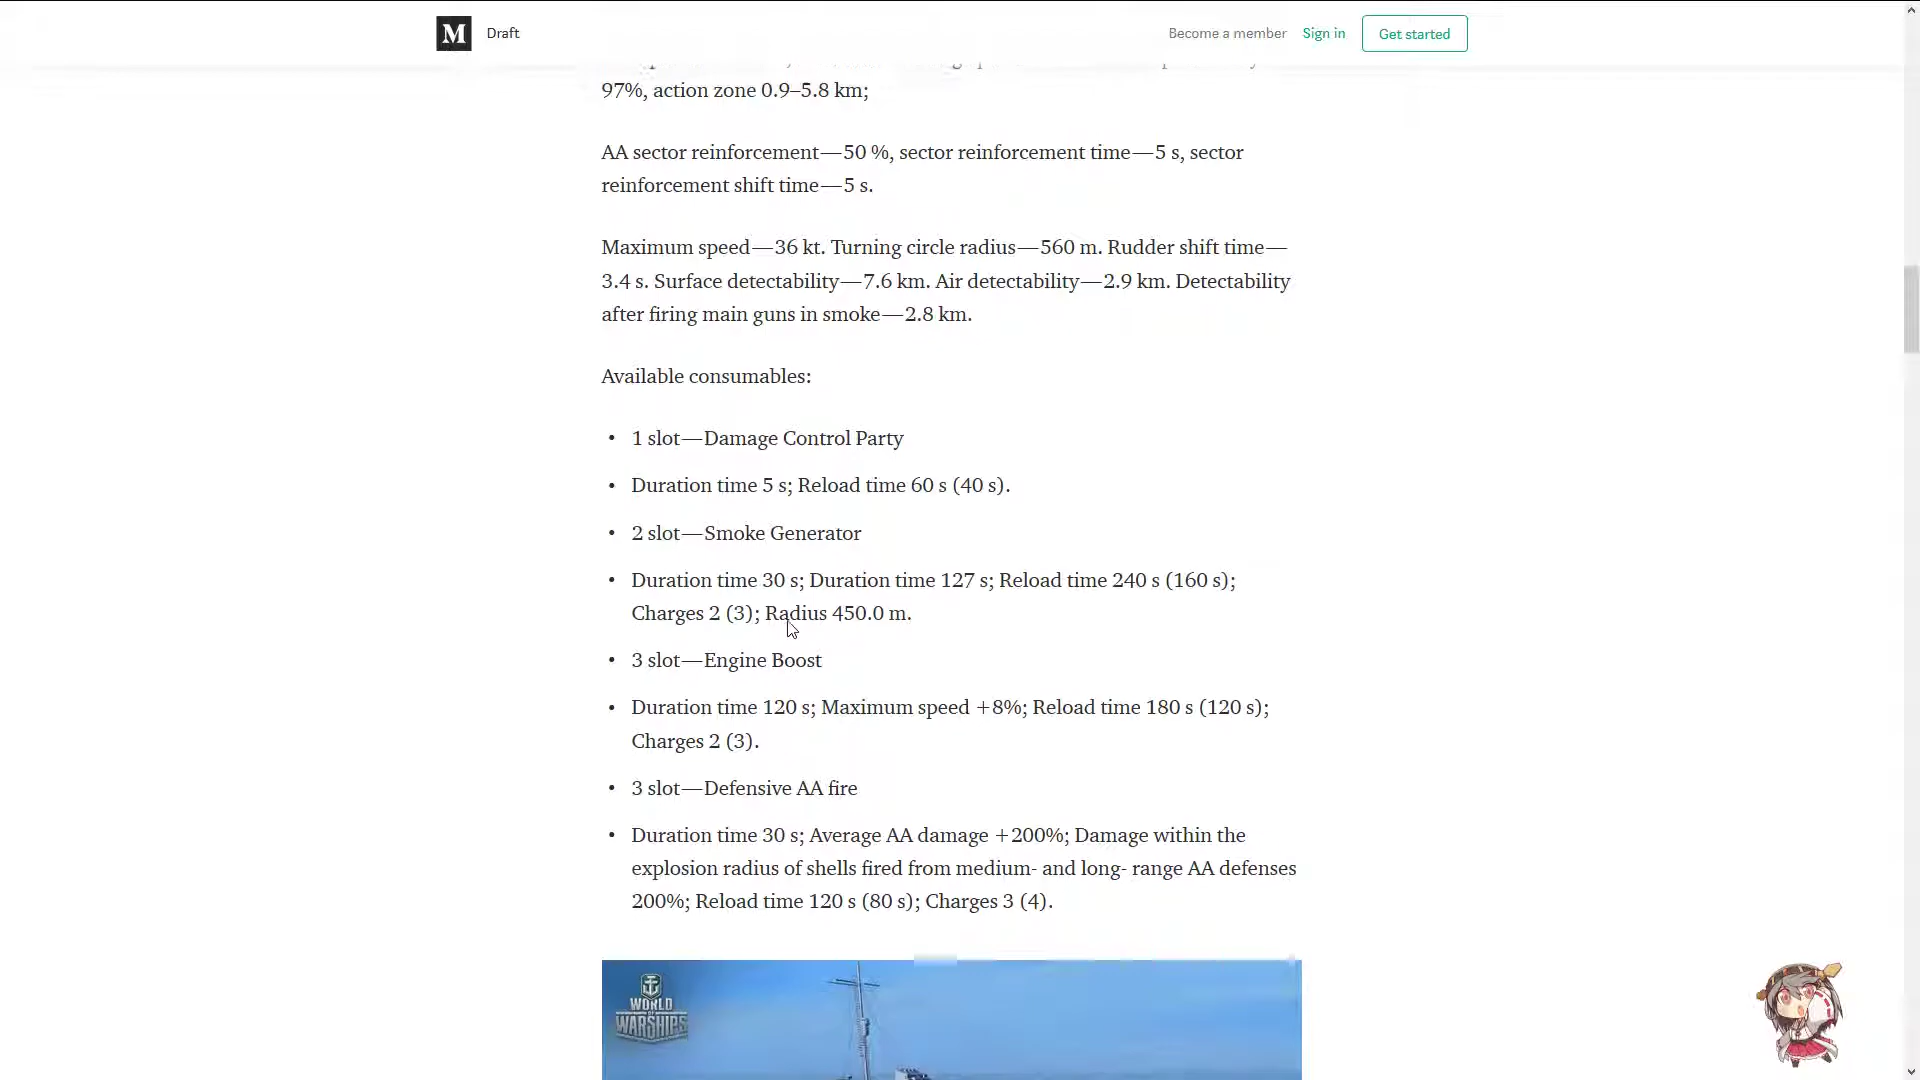 M Draft Become a member Sign in Get started
97%, action zone 0.9–5.8 km;
AA sector reinforcement — 50 %, sector reinforcement time — 5 s, sector
reinforcement shift time — 5 s.
Maximum speed — 36 kt. Turning circle radius — 560 m. Rudder shift time —
3.4 s. Surface detectability — 7.6 km. Air detectability — 2.9 km. Detectability
after firing main guns in smoke — 2.8 km.
Available consumables:
• 1 slot — Damage Control Party
• Duration time 5 s; Reload time 60 s (40 s).
• 2 slot — Smoke Generator
• Duration time 30 s; Duration time 127 s; Reload time 240 s (160 s);
Charges 2 (3); Radius 450.0 m.
• 3 slot — Engine Boost
• Duration time 120 s; Maximum speed +8%; Reload time 180 s (120 s);
Charges 2 (3).
• 3 slot — Defensive AA fire
• Duration time 30 s; Average AA damage +200%; Damage within the
explosion radius of shells fired from medium- and long- range AA defenses
200%; Reload time 120 s (80 s); Charges 3 (4).
WORLD
OF
WARSHIPS